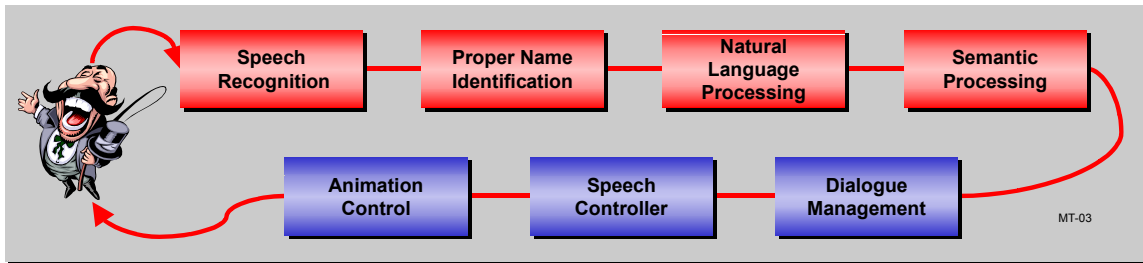 Speech
Recognition
Proper Name
Identification
Natural
Language
Processing
Semantic
Processing
Animation
Control
Speech
Controller
Dialogue
Management
MT-03